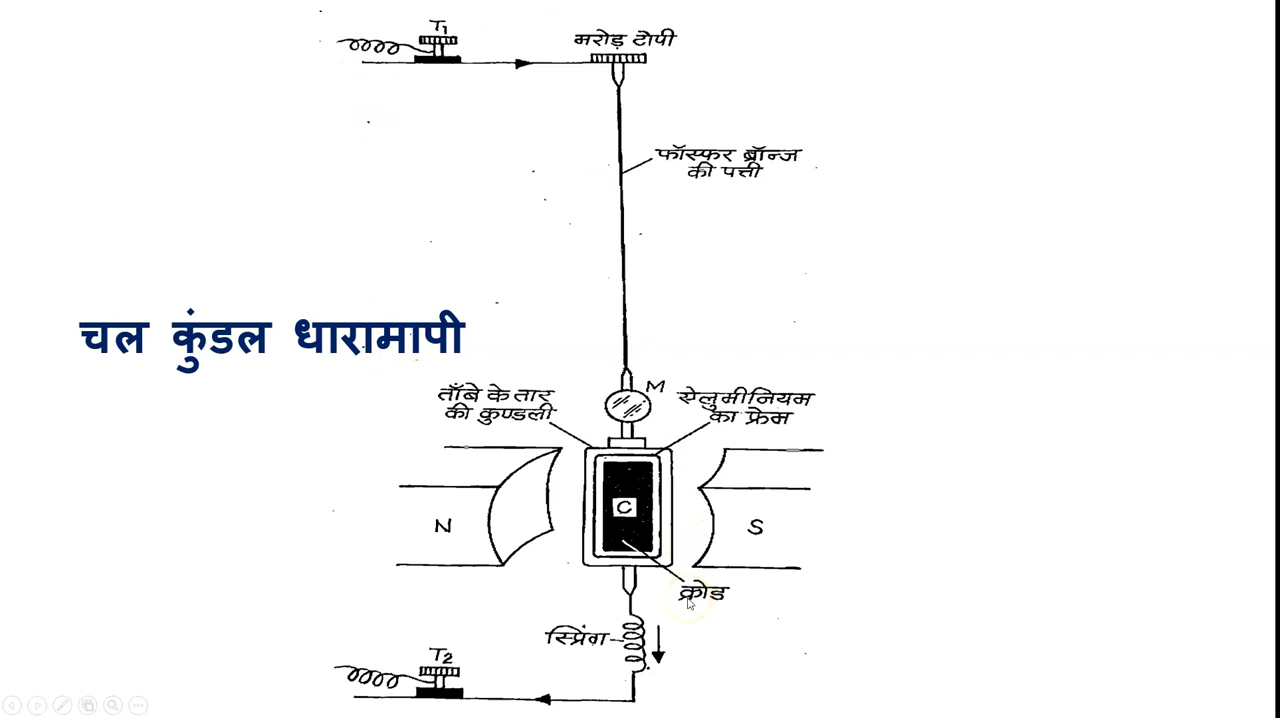 T1
मरोड़ टोपी
फॉस्फर ब्रॉन्ज
की पत्ती
चल कुंडल धारामापी
M
ताँबे के तार
की कुण्डली
ऐलुमीनियम
का फ्रेम
N
C
S
क्रोड
स्प्रिंग
T2